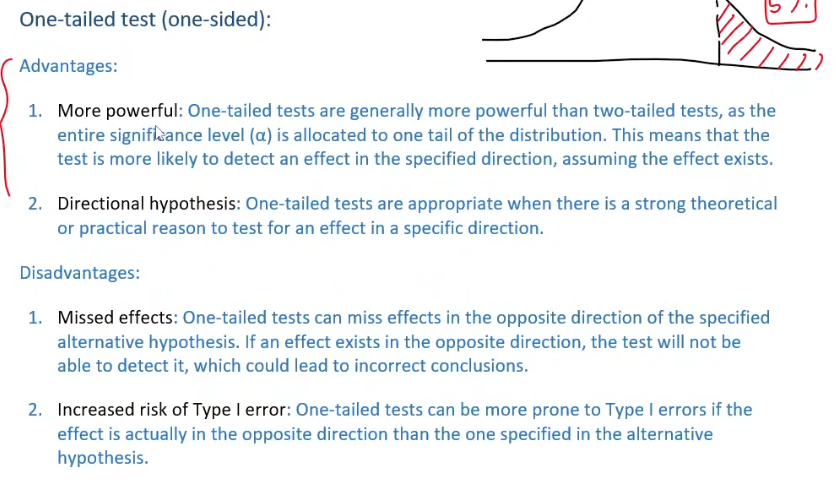 One-tailed test (one-sided):
5%
Advantages:
1. More powerful: One-tailed tests are generally more powerful than two-tailed tests, as the
entire significance level (α) is allocated to one tail of the distribution. This means that the
test is more likely to detect an effect in the specified direction, assuming the effect exists.
2. Directional hypothesis: One-tailed tests are appropriate when there is a strong theoretical
or practical reason to test for an effect in a specific direction.
Disadvantages:
1. Missed effects: One-tailed tests can miss effects in the opposite direction of the specified
alternative hypothesis. If an effect exists in the opposite direction, the test will not be
able to detect it, which could lead to incorrect conclusions.
2. Increased risk of Type I error: One-tailed tests can be more prone to Type I errors if the
effect is actually in the opposite direction than the one specified in the alternative
hypothesis.